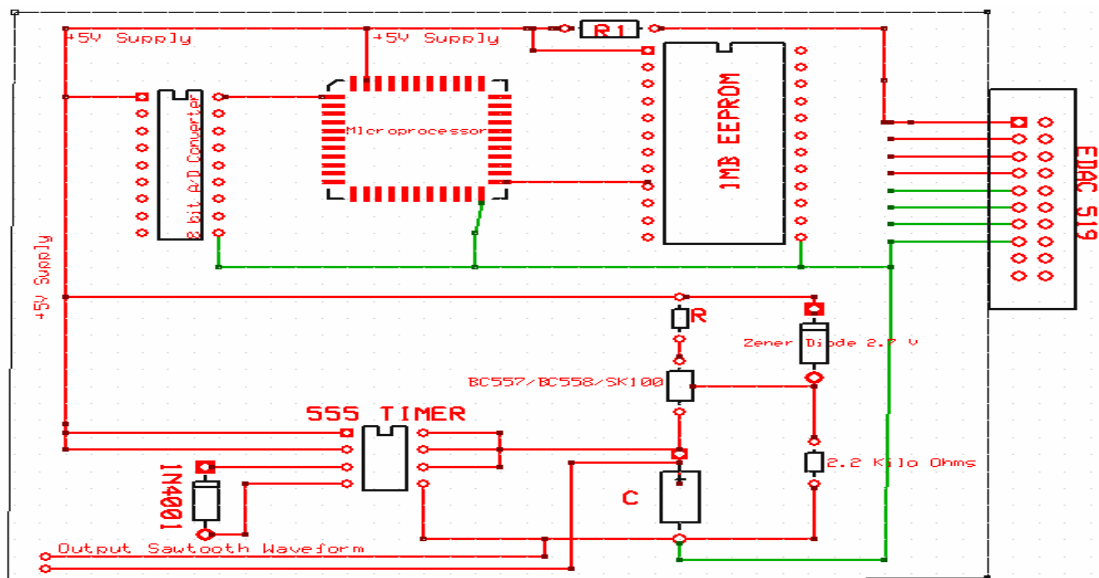 +5V Supply
+5V Supply
R1
8 bit A/D Converter
Microprocessor
1MB EEPROM
EDAC 519
+5V Supply
R
Zener Diode 2.7 V
BC557/BC558/SK100
555 TIMER
1N4001
C
+
2.2 Kilo Ohms
Output Sawtooth Waveform